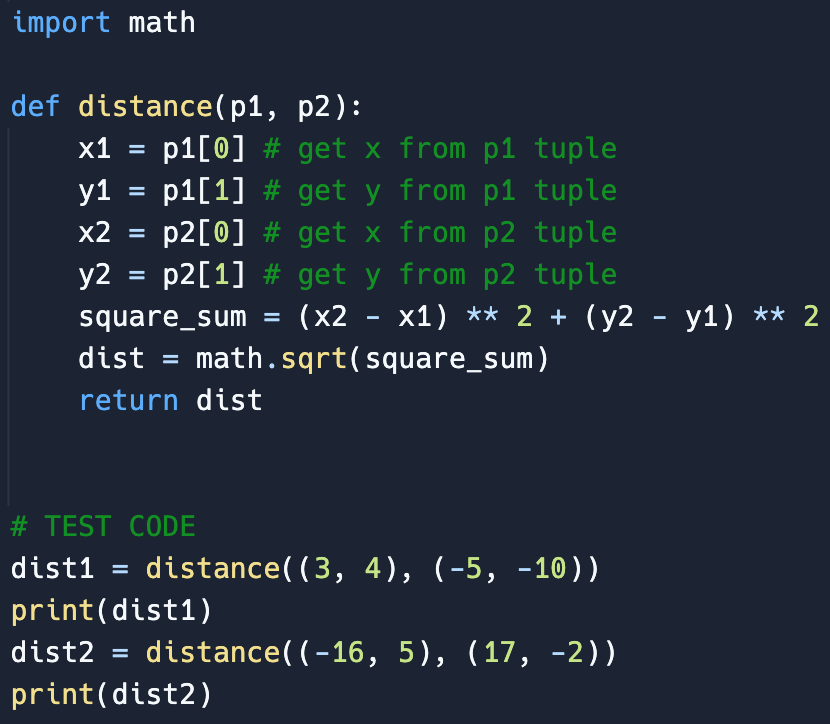 import math
def distance(p1, p2):
    x1 = p1[0] # get x from p1 tuple
    y1 = p1[1] # get y from p1 tuple
    x2 = p2[0] # get x from p2 tuple
    y2 = p2[1] # get y from p2 tuple
    square_sum = (x2 - x1) ** 2 + (y2 - y1) ** 2
    dist = math.sqrt(square_sum)
    return dist
# TEST CODE
dist1 = distance((3, 4), (-5, -10))
print(dist1)
dist2 = distance((-16, 5), (17, -2))
print(dist2)